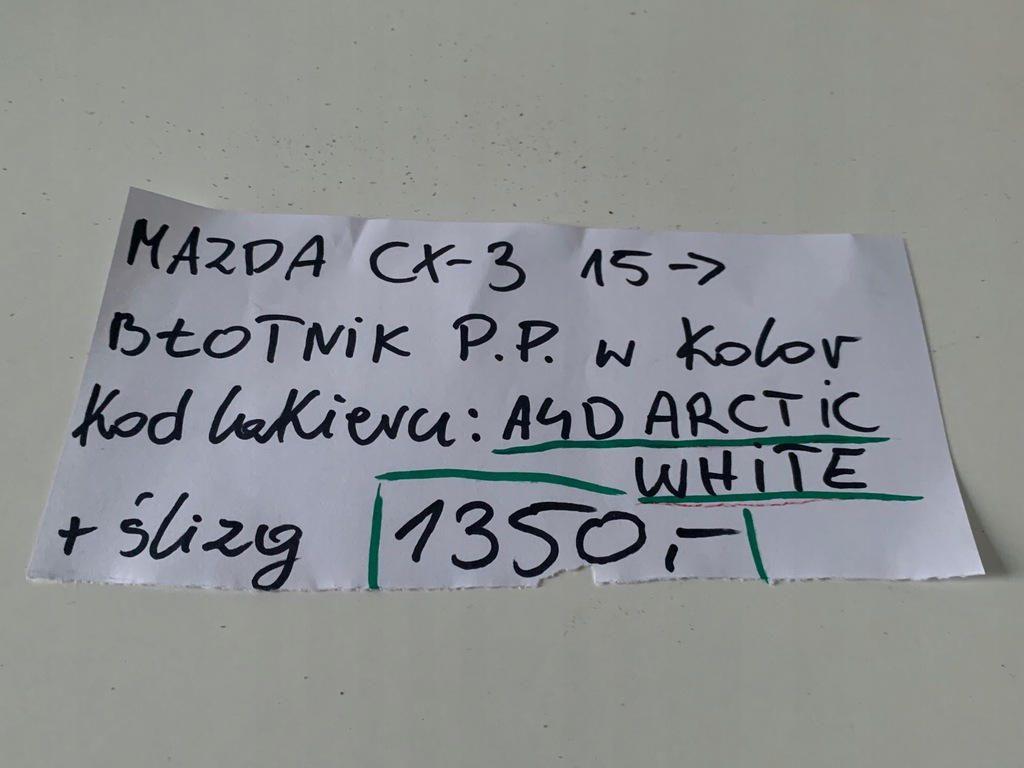 MAZDA CX-3 15->
BŁOTNiK P.P. w Kolor
Kod Lakieru: A4D ARCTiC
WHiTE
+ ślizg 1350,-